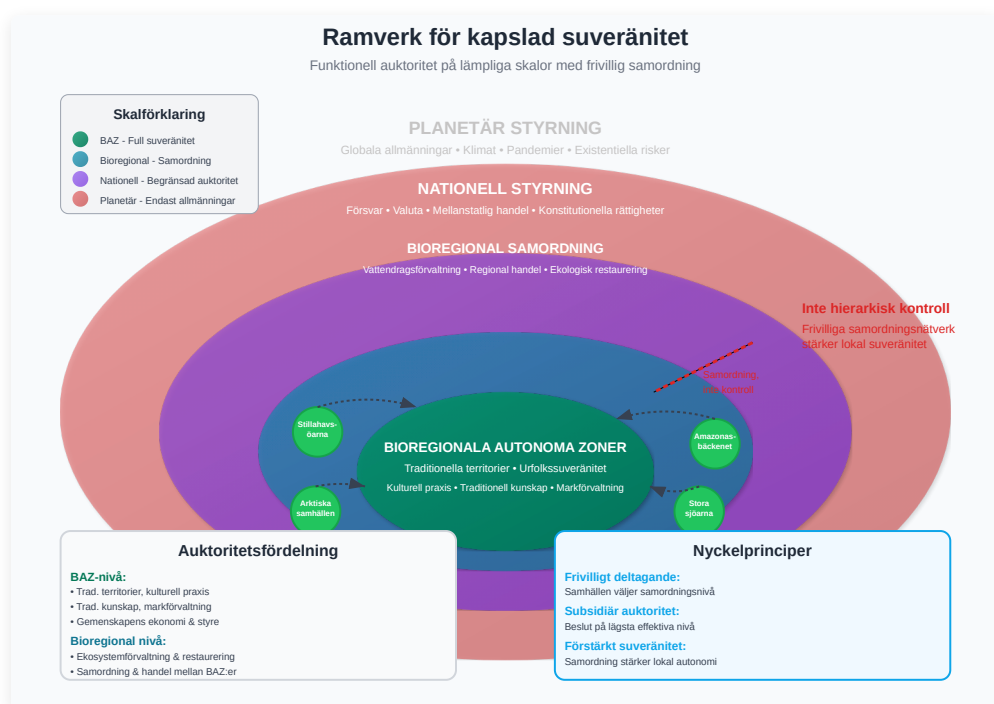 Ramverk för kapslad suveränitet
Funktionell auktoritet på lämpliga skalor med frivillig samordning
Skalförklaring
BAZ - Full suveränitet
Bioregional - Samordning
Nationell - Begränsad auktoritet
Planetär - Endast allmänningar
PLANETÄR STYRNING
Globala allmänningar • Klimat • Pandemier • Existentiella risker
NATIONELL STYRNING
Försvar • Valuta • Mellanstatlig handel • Konstitutionella rättigheter
BIOREGIONAL SAMORDNING
Vattendragsförvaltning • Regional handel • Ekologisk restaurering
Inte hierarkisk kontroll
Frivilliga samordningsnätverk
stärker lokal suveränitet
Samordning
inte kontroll
Stillahavs-
öarna
Amazonas-
bäckenet
BIOREGIONALA AUTONOMA ZONER
Traditionella territorier • Urfolkssuveränitet
Kulturell praxis • Traditionell kunskap • Markförvaltning
Arktiska
samhällen
Stora
sjöarna
Auktoritetsfördelning
BAZ-nivå:
• Trad. territorier, kulturell praxis
• Trad. kunskap, markförvaltning
• Gemenskapens ekonomi & styre
Bioregional nivå:
• Ekosystemförvaltning & restaurering
• Samordning & handel mellan BAZ:er
Nyckelprinciper
Frivilligt deltagande:
Samhällen väljer samordningsnivå
Subsidiär auktoritet:
Beslut på lägsta effektiva nivå
Förstärkt suveränitet:
Samordning stärker lokal autonomi